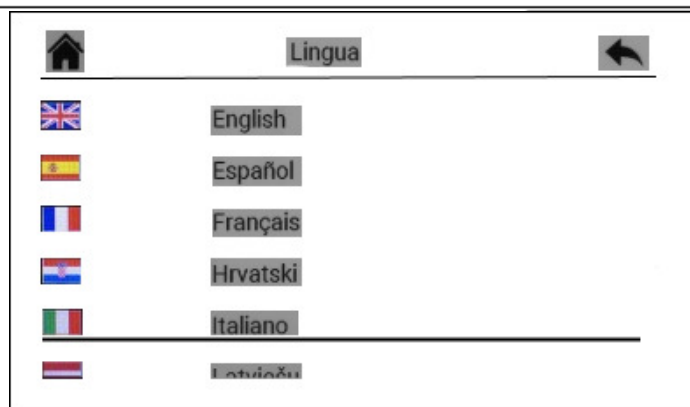 Lingua
English
Español
Français
Hrvatski
Italiano